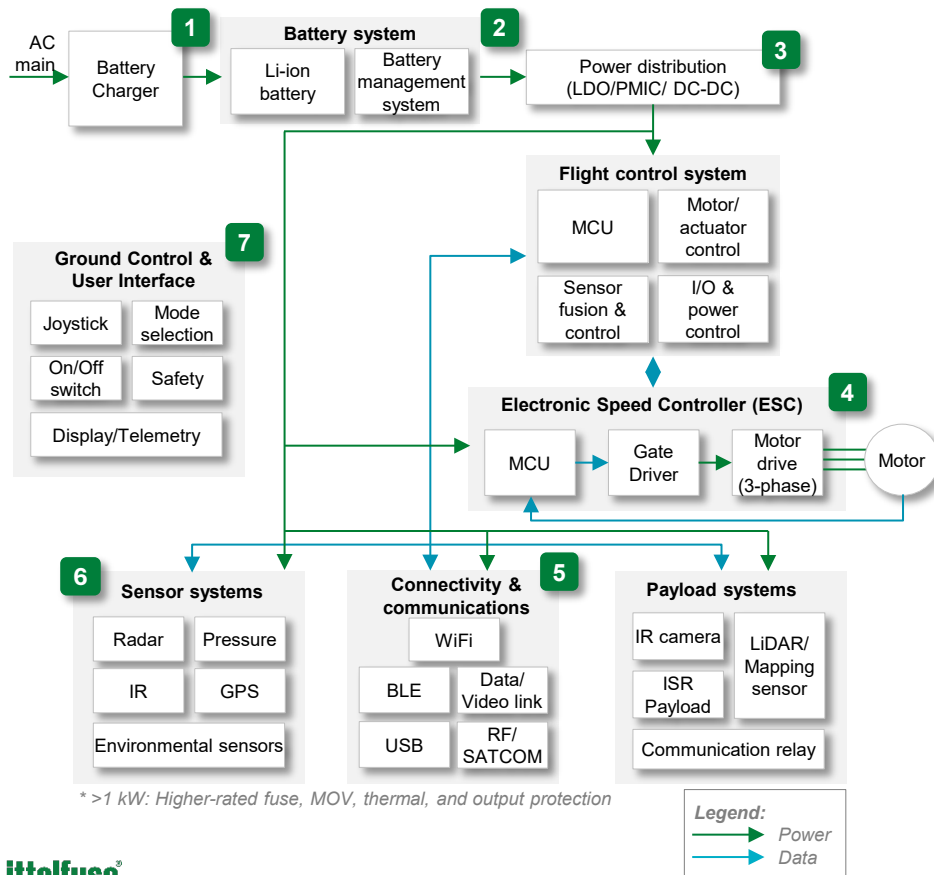 1
2
3
AC
main
Battery
Charger
Battery system
Li-ion
battery
Battery
management
system
Power distribution
(LDO/PMIC/ DC-DC)
Flight control system
MCU
Motor/
actuator
control
Sensor
fusion &
control
I/O &
power
control
7
Ground Control &
User Interface
Joystick
Mode
selection
On/Off
switch
Safety
Display/Telemetry
4
Electronic Speed Controller (ESC)
MCU
Gate
Driver
Motor
drive
(3-phase)
Motor
6
Sensor systems
Radar
Pressure
IR
GPS
Environmental sensors
5
Connectivity &
communications
WiFi
BLE
Data/
Video link
USB
RF/
SATCOM
Payload systems
IR camera
LiDAR/
Mapping
sensor
ISR
Payload
Communication relay
* >1 kW: Higher-rated fuse, MOV, thermal, and output protection
Legend:
Power
Data
ittelfuse®